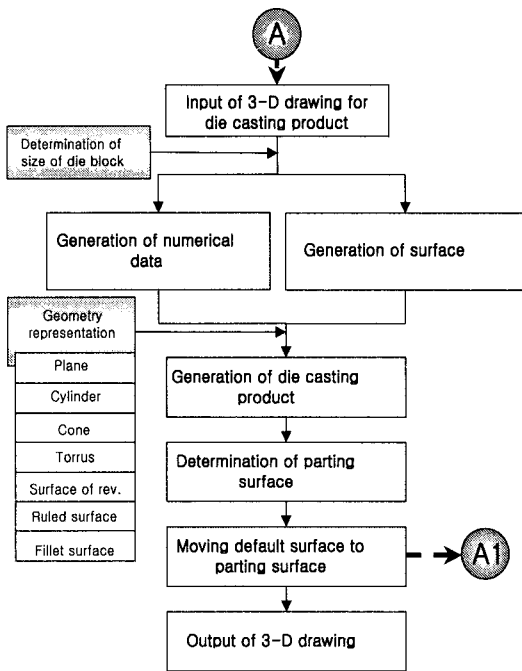 A
Input of 3-D drawing for
die casting product
Determination of
size of die block
Generation of numerical
data
Generation of surface
Geometry
representation
Plane
Cylinder
Cone
Torrus
Surface of rev.
Ruled surface
Fillet surface
Generation of die casting
product
Determination of parting
surface
Moving default surface to
parting surface
A1
Output of 3-D drawing